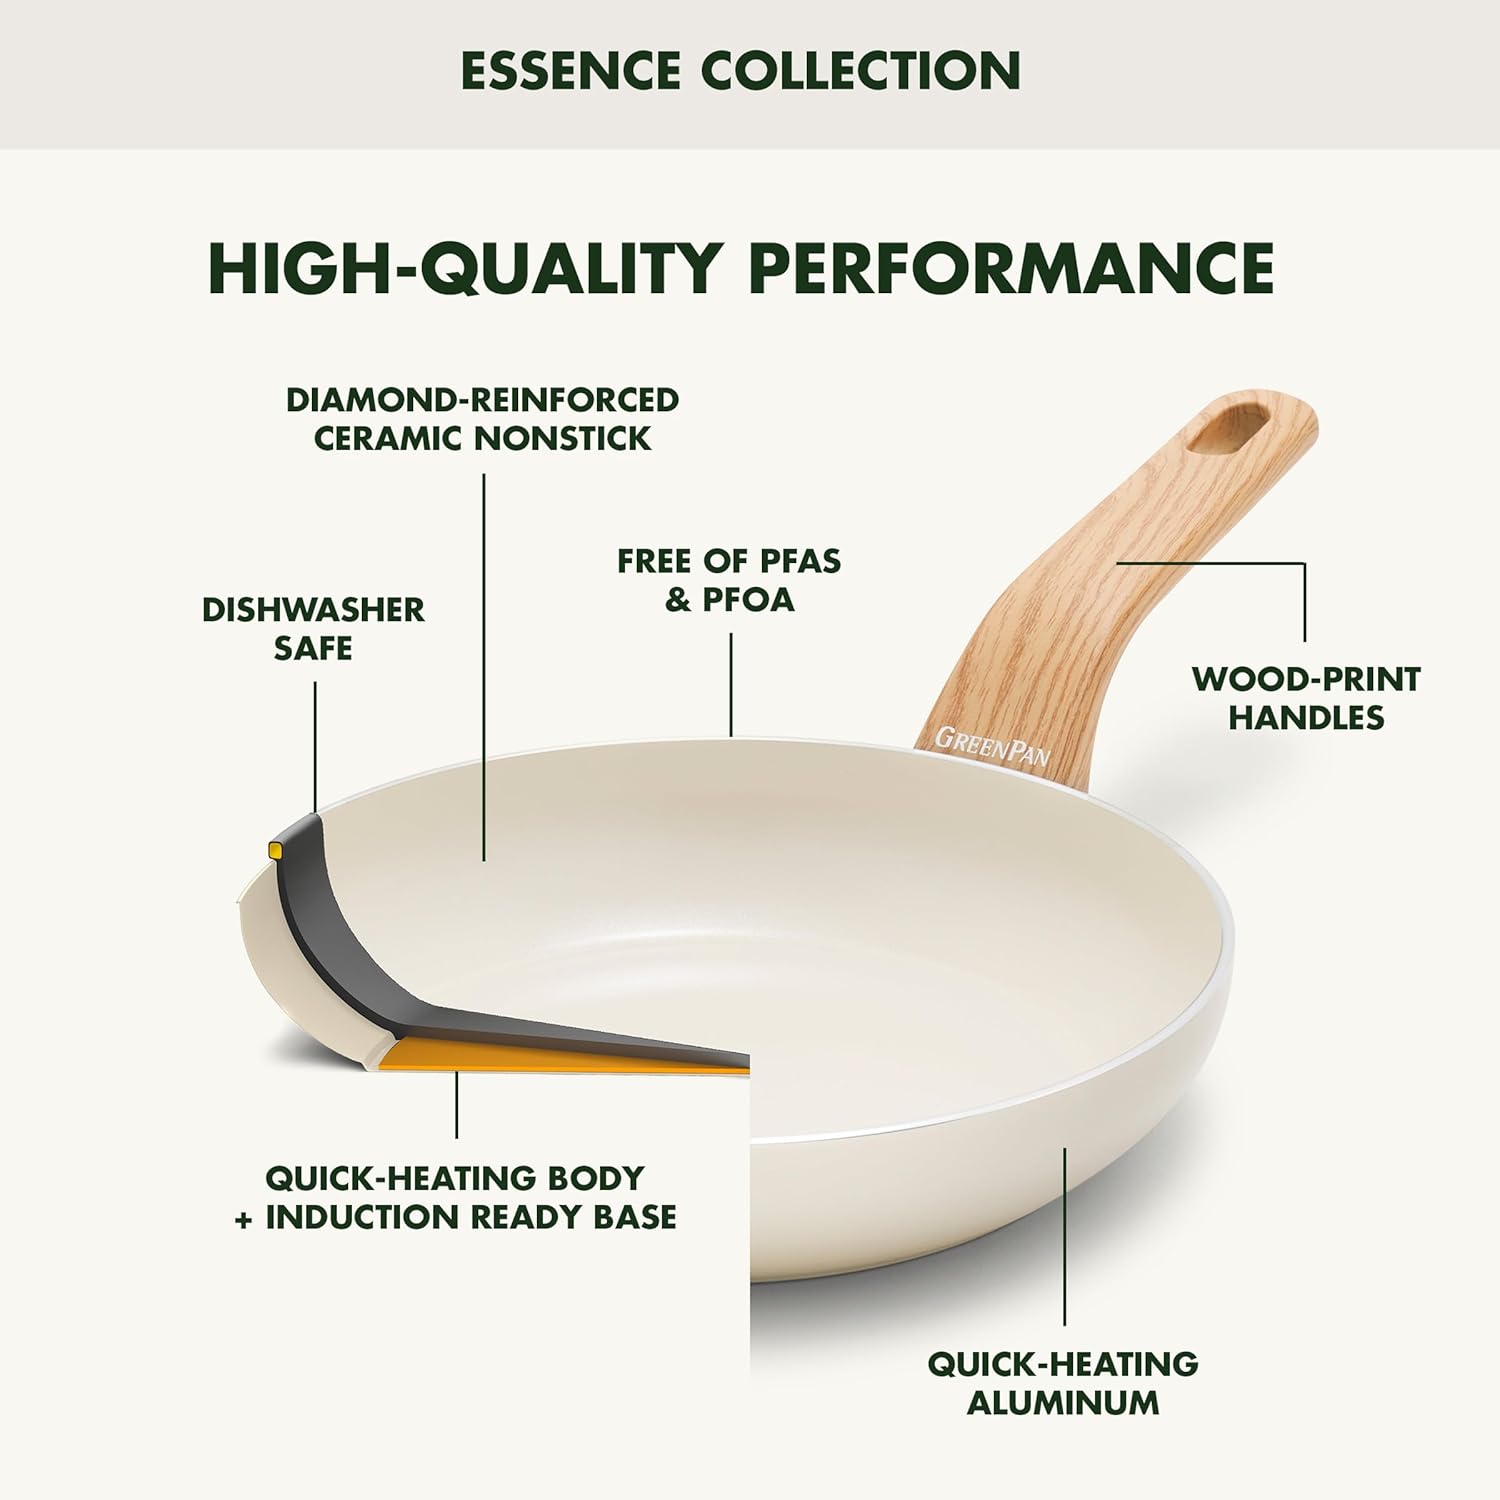 ESSENCE COLLECTION
HIGH-QUALITY PERFORMANCE
DIAMOND-REINFORCED
CERAMIC NONSTICK
FREE OF PFAS
& PFOA
DISHWASHER
SAFE
WOOD-PRINT
HANDLES
GREENPAN
QUICK-HEATING BODY
+ INDUCTION READY BASE
QUICK-HEATING
ALUMINUM